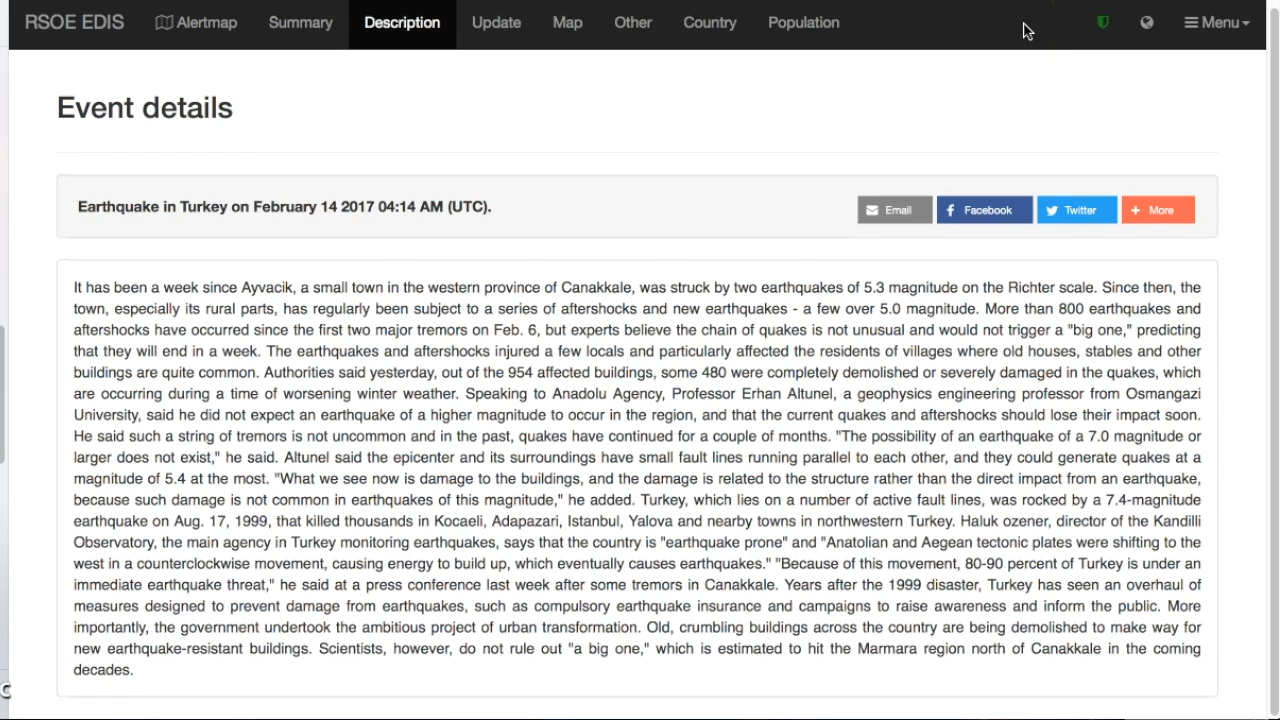 RSOE EDIS Alertmap Summary Description Update Map Other Country Population Menu
Event details
Earthquake in Turkey on February 14 2017 04:14 AM (UTC).
Email Facebook Twitter More
It has been a week since Ayvacik, a small town in the western province of Canakkale, was struck by two earthquakes of 5.3 magnitude on the Richter scale. Since then, the
town, especially its rural parts, has regularly been subject to a series of aftershocks and new earthquakes - a few over 5.0 magnitude. More than 800 earthquakes and
aftershocks have occurred since the first two major tremors on Feb. 6, but experts believe the chain of quakes is not unusual and would not trigger a "big one," predicting
that they will end in a week. The earthquakes and aftershocks injured a few locals and particularly affected the residents of villages where old houses, stables and other
buildings are quite common. Authorities said yesterday, out of the 954 affected buildings, some 480 were completely demolished or severely damaged in the quakes, which
are occurring during a time of worsening winter weather. Speaking to Anadolu Agency, Professor Erhan Altunel, a geophysics engineering professor from Osmangazi
University, said he did not expect an earthquake of a higher magnitude to occur in the region, and that the current quakes and aftershocks should lose their impact soon.
He said such a string of tremors is not uncommon and in the past, quakes have continued for a couple of months. "The possibility of an earthquake of a 7.0 magnitude or
larger does not exist," he said. Altunel said the epicenter and its surroundings have small fault lines running parallel to each other, and they could generate quakes at a
magnitude of 5.4 at the most. "What we see now is damage to the buildings, and the damage is related to the structure rather than the direct impact from an earthquake,
because such damage is not common in earthquakes of this magnitude," he added. Turkey, which lies on a number of active fault lines, was rocked by a 7.4-magnitude
earthquake on Aug. 17, 1999, that killed thousands in Kocaeli, Adapazari, Istanbul, Yalova and nearby towns in northwestern Turkey. Haluk ozener, director of the Kandilli
Observatory, the main agency in Turkey monitoring earthquakes, says that the country is "earthquake prone" and "Anatolian and Aegean tectonic plates were shifting to the
west in a counterclockwise movement, causing energy to build up, which eventually causes earthquakes." "Because of this movement, 80-90 percent of Turkey is under an
immediate earthquake threat," he said at a press conference last week after some tremors in Canakkale. Years after the 1999 disaster, Turkey has seen an overhaul of
measures designed to prevent damage from earthquakes, such as compulsory earthquake insurance and campaigns to raise awareness and inform the public. More
importantly, the government undertook the ambitious project of urban transformation. Old, crumbling buildings across the country are being demolished to make way for
new earthquake-resistant buildings. Scientists, however, do not rule out "a big one," which is estimated to hit the Marmara region north of Canakkale in the coming
decades.